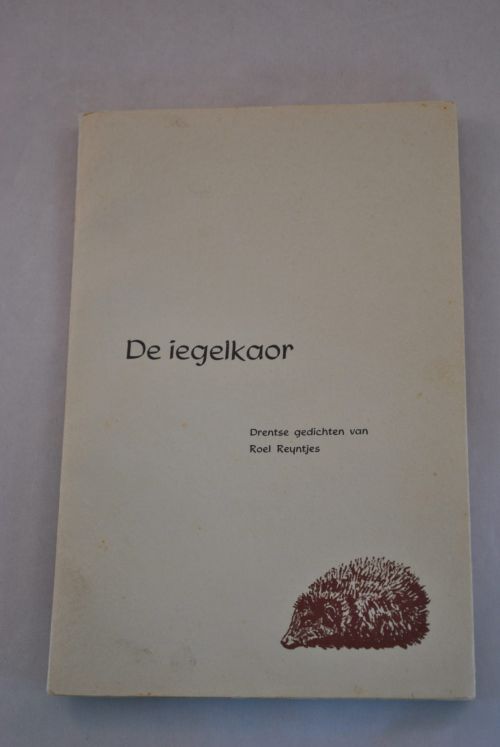 De iegelkaor
Drentse gedichten van
Roel Reyntjes